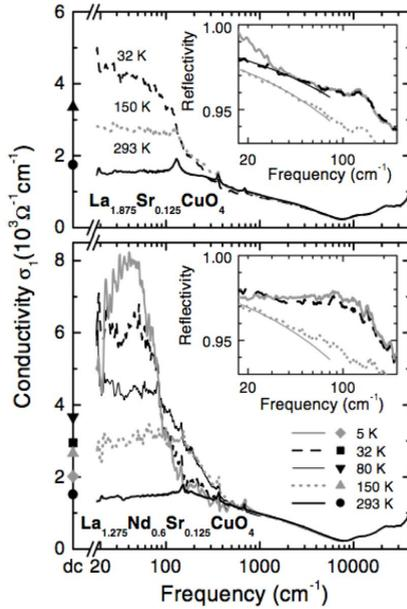 6
4
2
0
32 K
150 K
293 K
La1.875Sr0.125CuO4
1.00
0.95
Reflectivity
20
100
Frequency (cm-1)
Conductivity σ1(10³Ω-1cm-1)
8
6
4
2
0
La1.275Nd0.6Sr0.125CuO4
1.00
0.95
Reflectivity
20
100
Frequency (cm-1)
5 K
32 K
80 K
150 K
293 K
dc
20
100
1000
10000
Frequency (cm-1)